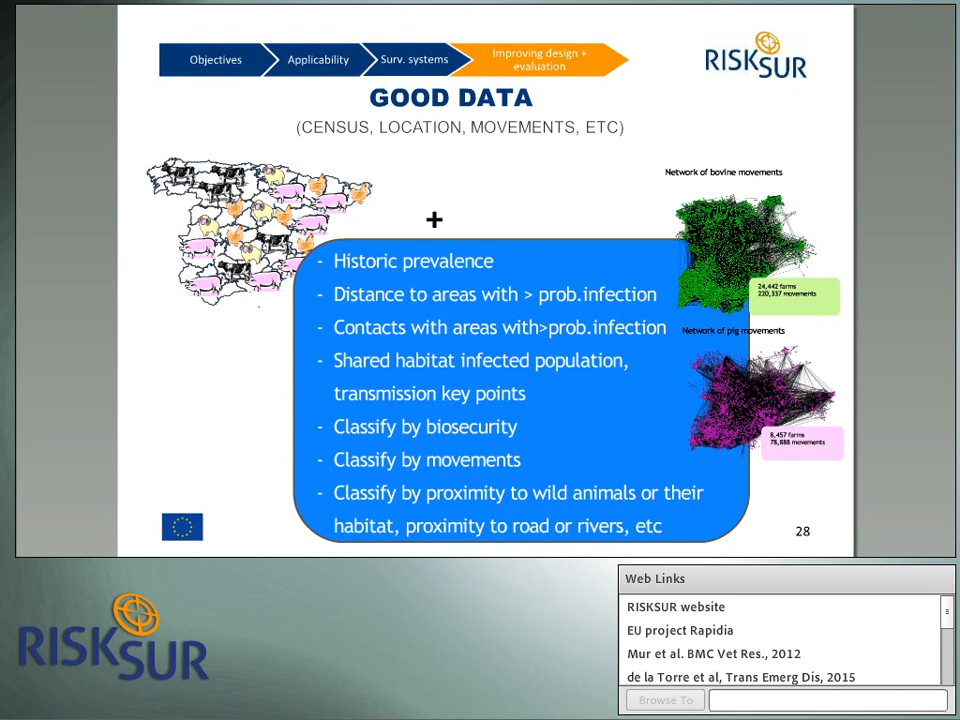 Objectives
Applicability
Surv. systems
Improving design +
evaluation
RISKSUR
GOOD DATA
(CENSUS, LOCATION, MOVEMENTS, ETC)
+
Network of bovine movements
24,442 farms
220,337 movements
Network of pig movements
8,457 farms
78,888 movements
- Historic prevalence
- Distance to areas with > prob.infection
- Contacts with areas with>prob.infection
- Shared habitat infected population,
transmission key points
- Classify by biosecurity
- Classify by movements
- Classify by proximity to wild animals or their
habitat, proximity to road or rivers, etc
28
RISKSUR
Web Links
RISKSUR website
EU project Rapidia
Mur et al. BMC Vet Res., 2012
de la Torre et al, Trans Emerg Dis, 2015
Browse To